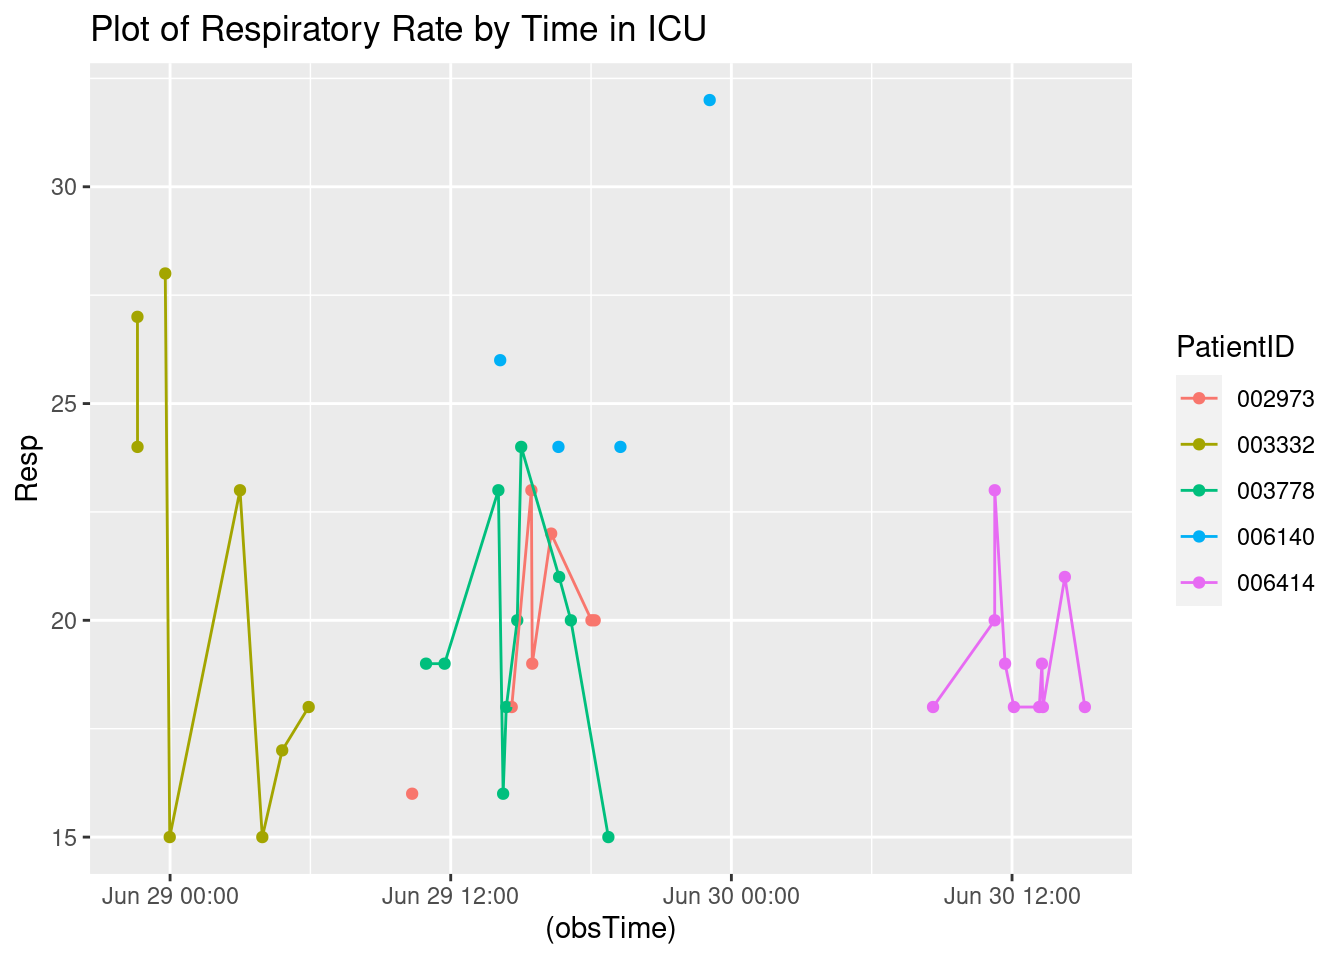 Plot of Respiratory Rate by Time in ICU
Resp
30
25
20
15
Jun 29 00:00 Jun 29 12:00 Jun 30 00:00 Jun 30 12:00
(obsTime)
PatientID
002973
003332
003778
006140
006414